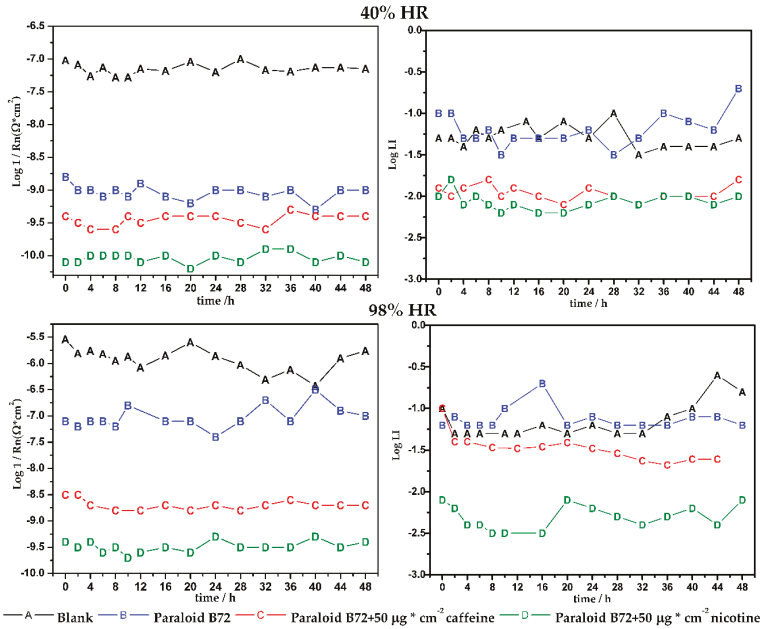 40% HR
Log 1 / Rn(Ω*cm²)
-6.5
-7.0
-7.5
-8.0
-8.5
-9.0
-9.5
-10.0
0 4 8 12 16 20 24 28 32 36 40 44 48
time /h
Log LI
0.0
-0.5
-1.0
-1.5
-2.0
-2.5
-3.0
0 4 8 12 16 20 24 28 32 36 40 44 48
time / h
98% HR
Log 1 / Rn(Ω*cm²)
-5.5
-6.0
-6.5
-7.0
-7.5
-8.0
-8.5
-9.0
-9.5
-10.0
0 4 8 12 16 20 24 28 32 36 40 44 48
time / h
Log LI
0.0
-0.5
-1.0
-1.5
-2.0
-2.5
-3.0
0 4 8 12 16 20 24 28 32 36 40 44 48
time / h
A Blank B Paraloid B72 C Paraloid B72+50 µg * cm⁻² caffeine D Paraloid B72+50 µg * cm⁻² nicotine